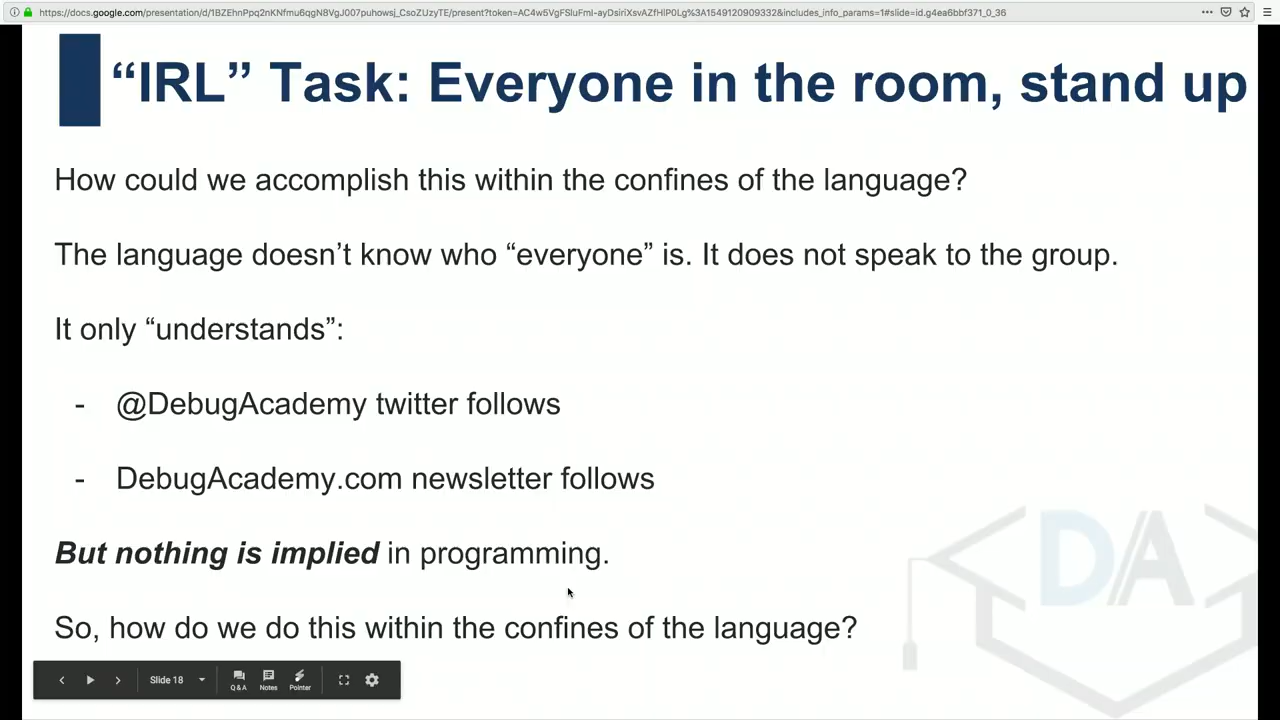 “IRL” Task: Everyone in the room, stand up
How could we accomplish this within the confines of the language?
The language doesn’t know who “everyone” is. It does not speak to the group.
It only “understands”:
- @DebugAcademy twitter follows
- DebugAcademy.com newsletter follows
But nothing is implied in programming.
So, how do we do this within the confines of the language?
DA
Slide 18
Q&A Notes Pointer